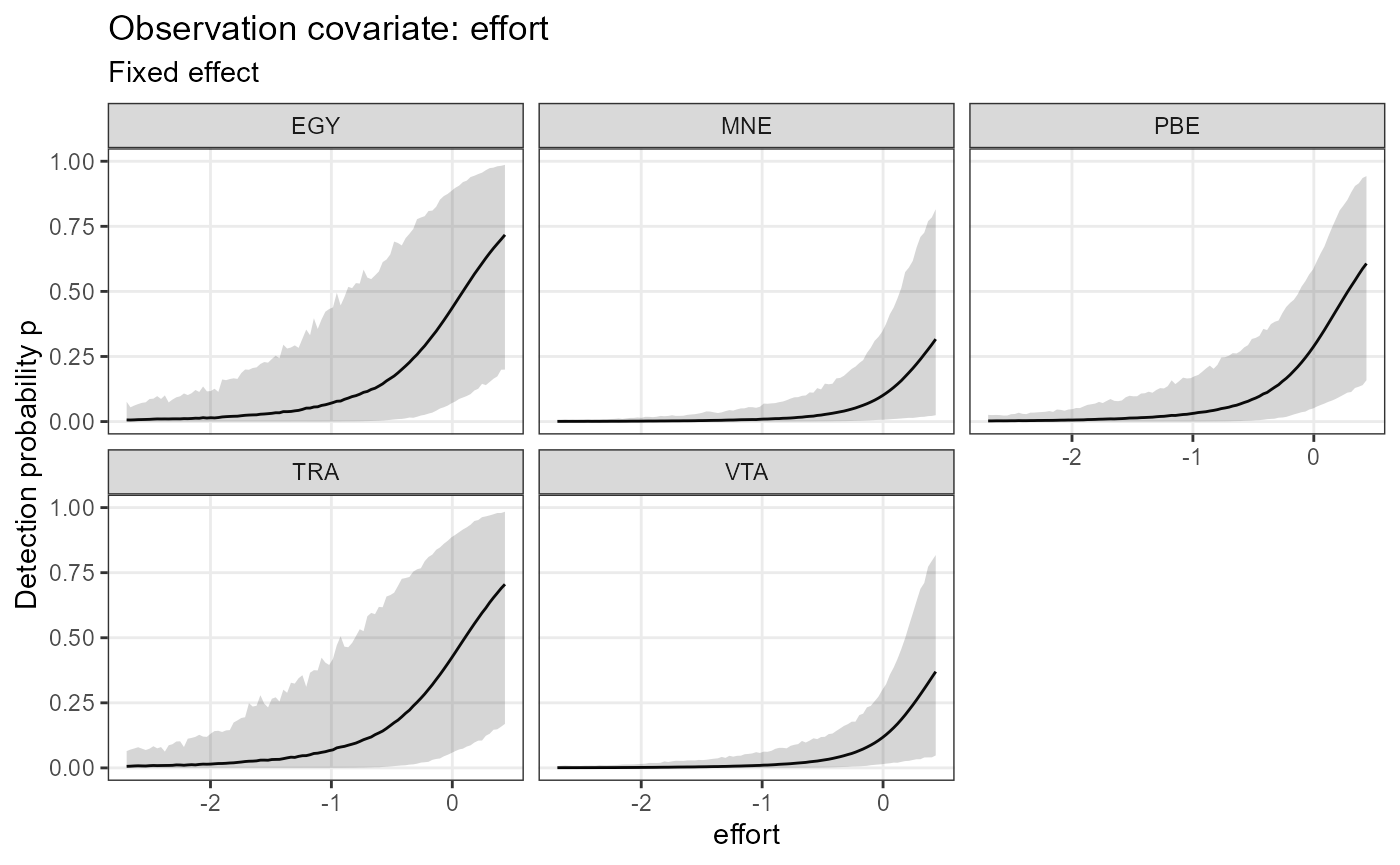 Observation covariate: effort
Fixed effect
EGY
MNE
PBE
1.00
0.75
0.50
0.25
0.00
-2
-1
0
TRA
VTA
1.00
0.75
0.50
0.25
0.00
-2
-1
0
-2
-1
0
Detection probability p
effort